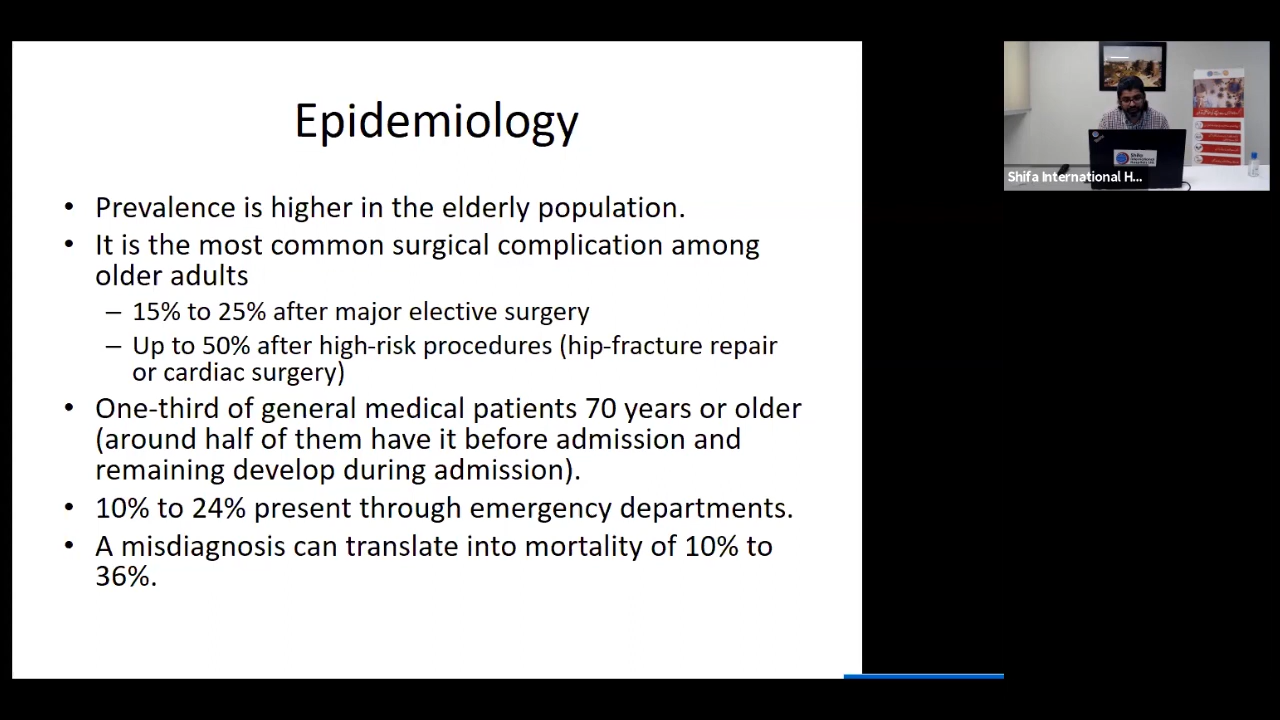 Epidemiology
• Prevalence is higher in the elderly population.
• It is the most common surgical complication among
older adults
– 15% to 25% after major elective surgery
– Up to 50% after high-risk procedures (hip-fracture repair
or cardiac surgery)
• One-third of general medical patients 70 years or older
(around half of them have it before admission and
remaining develop during admission).
• 10% to 24% present through emergency departments.
• A misdiagnosis can translate into mortality of 10% to
36%.
Shifa
International
Shifa International H...